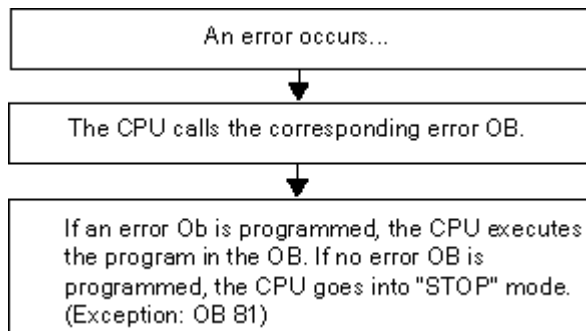 An error occurs...
The CPU calls the corresponding error OB.
If an error Ob is programmed, the CPU executes
the program in the OB. If no error OB is
programmed, the CPU goes into "STOP" mode.
(Exception: OB 81)